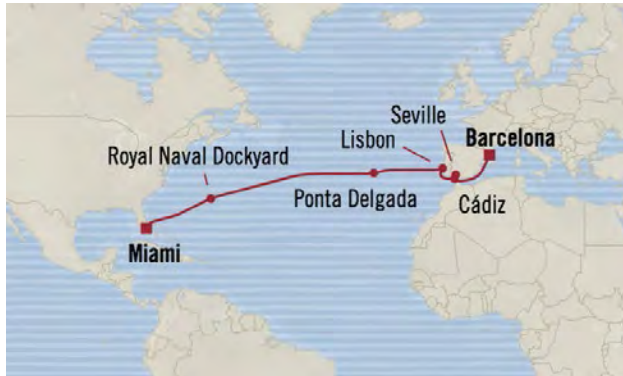 Seville
Lisbon
Barcelona
Royal Naval Dockyard
Ponta Delgada
Cádiz
Miami